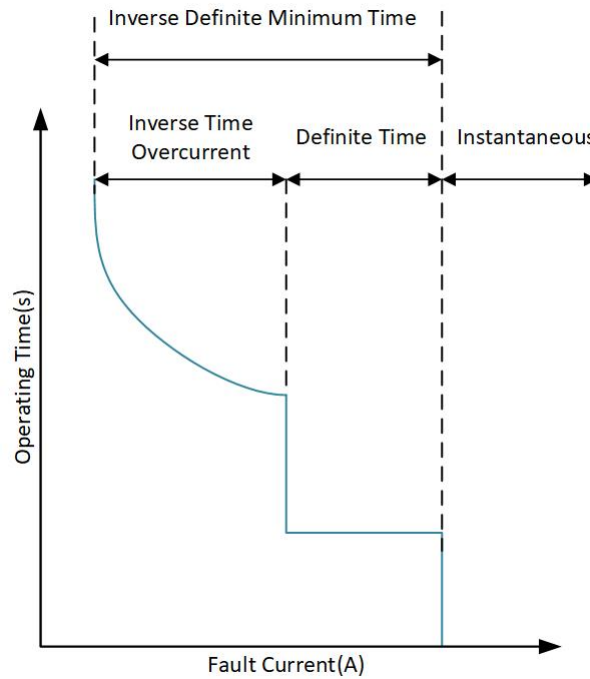 Inverse Definite Minimum Time
Inverse Time
Overcurrent
Definite Time
Instantaneous
Operating Time(s)
Fault Current(A)